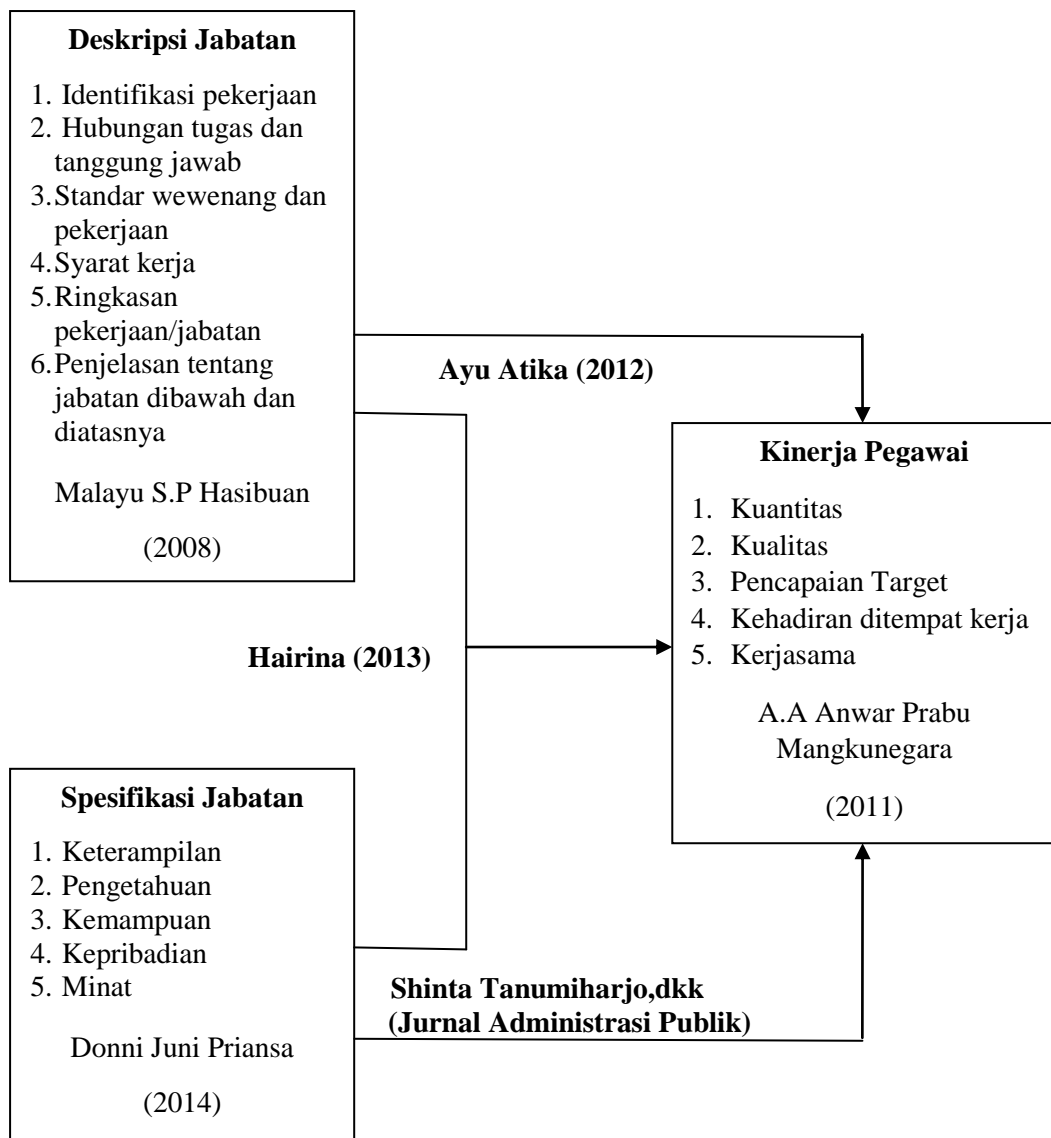 Deskripsi Jabatan
1. Identifikasi pekerjaan
2. Hubungan tugas dan
tanggung jawab
3.Standar wewenang dan
pekerjaan
4.Syarat kerja
5.Ringkasan
pekerjaan/jabatan
6.Penjelasan tentang
jabatan dibawah dan
diatasnya
Malayu S.P Hasibuan
(2008)
Ayu Atika (2012)
Kinerja Pegawai
1. Kuantitas
2. Kualitas
3. Pencapaian Target
4. Kehadiran ditempat kerja
5. Kerjasama
A.A Anwar Prabu
Mangkunegara
(2011)
Hairina (2013)
Spesifikasi Jabatan
1. Keterampilan
2. Pengetahuan
3. Kemampuan
4. Kepribadian
5. Minat
Donni Juni Priansa
(2014)
Shinta Tanumiharjo,dkk
(Jurnal Administrasi Publik)